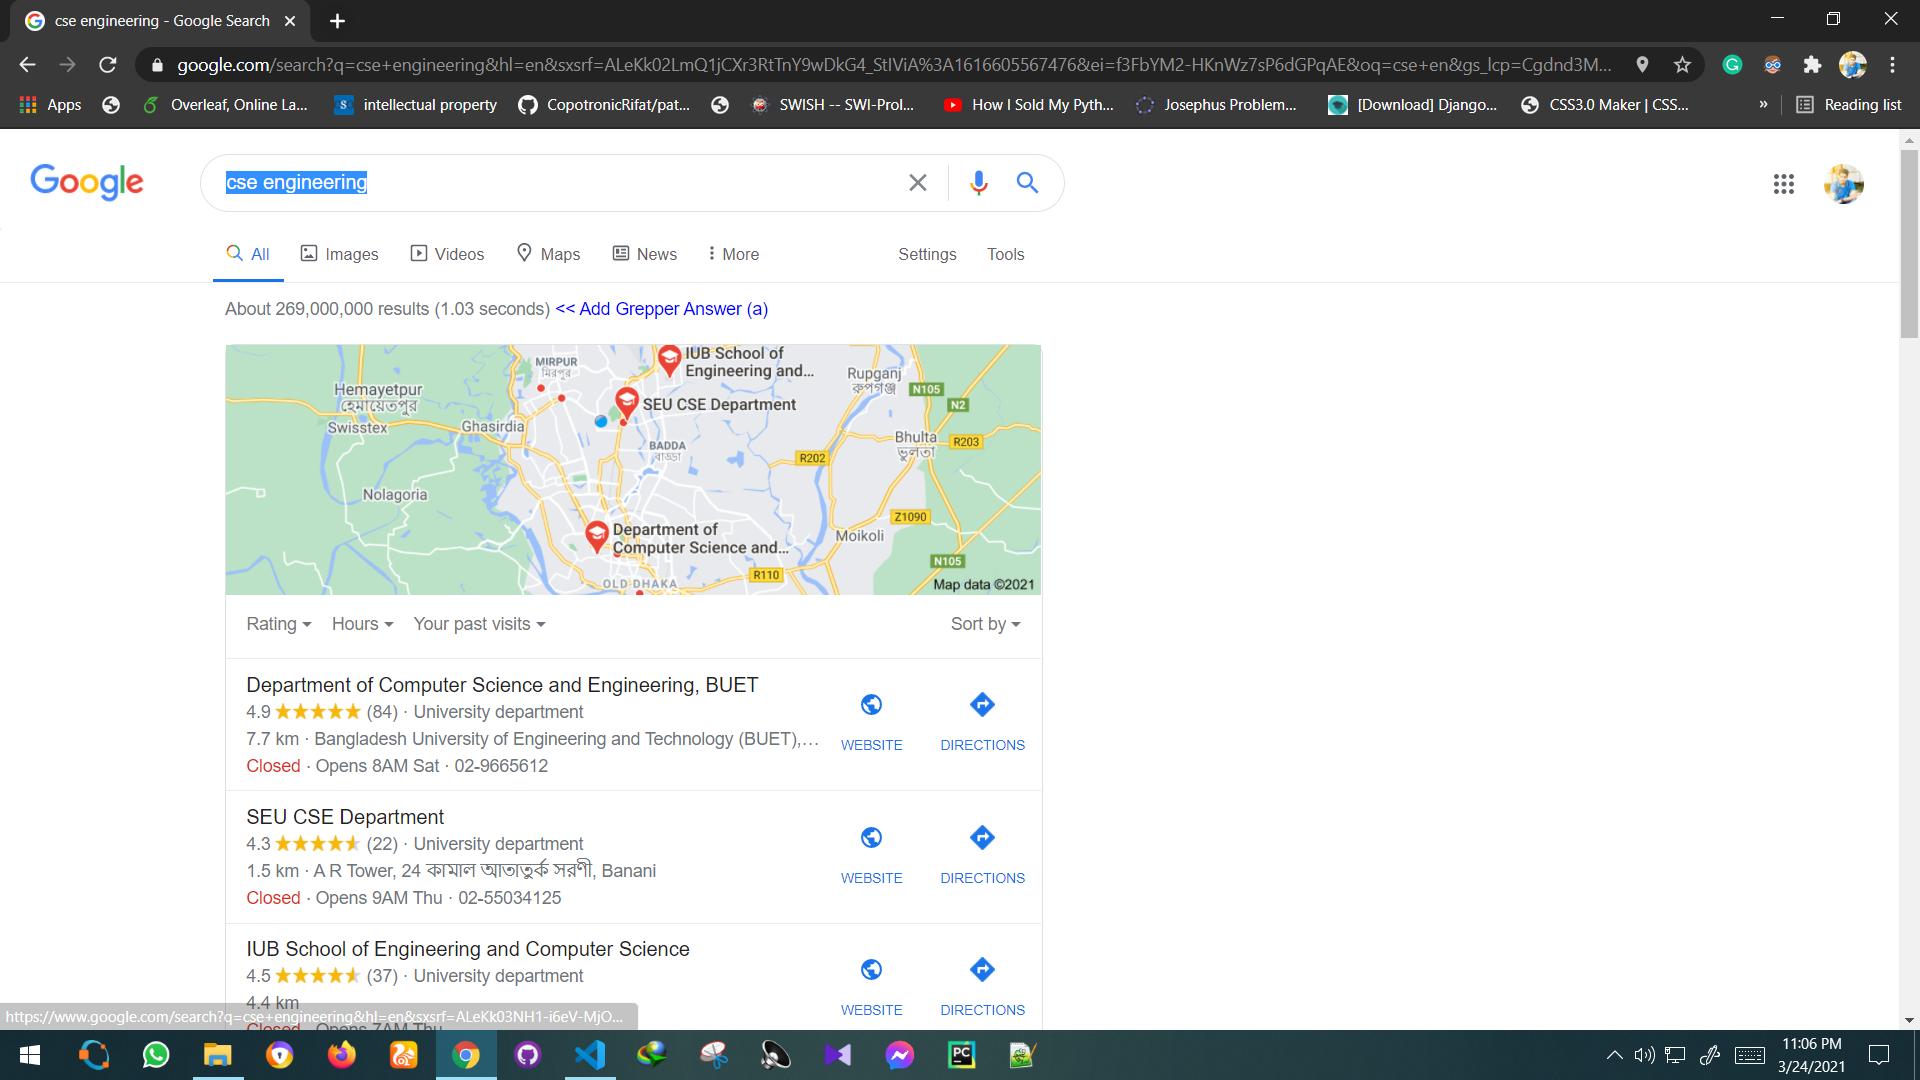 cse engineering - Google Search
google.com/search?q=cse+engineering&hl=en&sxsrf=ALeKk02LmQ1jCXr3RtTnY9wDkG4_StIViA%3A1616605567476&ei=f3FbYM2-HKnWz7sP6dGPqAE&oq=cse+en&gs_lcp=Cgdnd3M...
Apps Overleaf, Online La... intellectual property CopotronicRifat/pat... SWISH -- SWI-Prol... How I Sold My Pyth... Josephus Problem... [Download] Django... CSS3.0 Maker | CSS... » Reading list
Google cse engineering
All Images Videos Maps News More Settings Tools
About 269,000,000 results (1.03 seconds) << Add Grepper Answer (a)
IUB School of
Engineering and...
MIRPUR
মিরপুর
Rupganj
রূপগঞ্জ
N105
Hemayetpur
হেমায়েতপুর
SEU CSE Department
N2
Swisstex
Ghasirdia
BADDA
বাড্ডা
Bhulta
ভুলতা
R203
R202
Nolagoria
Z1090
Department of
Computer Science and...
Moikoli
N105
OLD DHAKA
R110
Map data ©2021
Rating Hours Your past visits Sort by
Department of Computer Science and Engineering, BUET
4.9 (84) · University department
7.7 km · Bangladesh University of Engineering and Technology (BUET),...
Closed · Opens 8AM Sat · 02-9665612
WEBSITE DIRECTIONS
SEU CSE Department
4.3 (22) · University department
1.5 km · A R Tower, 24 কামাল আতাতুর্ক সরণী, Banani
Closed · Opens 9AM Thu · 02-55034125
WEBSITE DIRECTIONS
IUB School of Engineering and Computer Science
4.5 (37) · University department
4.4 km
Closed · Opens 7AM Thu
WEBSITE DIRECTIONS
https://www.google.com/search?q=cse+engineering&hl=en&sxsrf=ALeKk03NH1-i6eV-MjO...
11:06 PM
3/24/2021